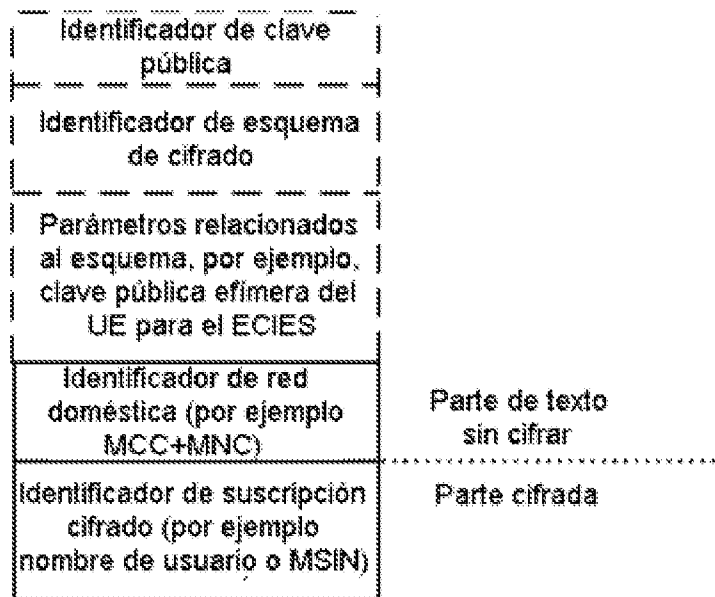 Identificador de clave
pública
Identificador de esquema
de cifrado
Parámetros relacionados
al esquema, por ejemplo,
clave pública efímera del
UE para el ECIES
Identificador de red
doméstica (por ejemplo
MCC+MNC)
Parte de texto
sin cifrar
Identificador de suscripción
cifrado (por ejemplo
nombre de usuario o MSIN)
Parte cifrada